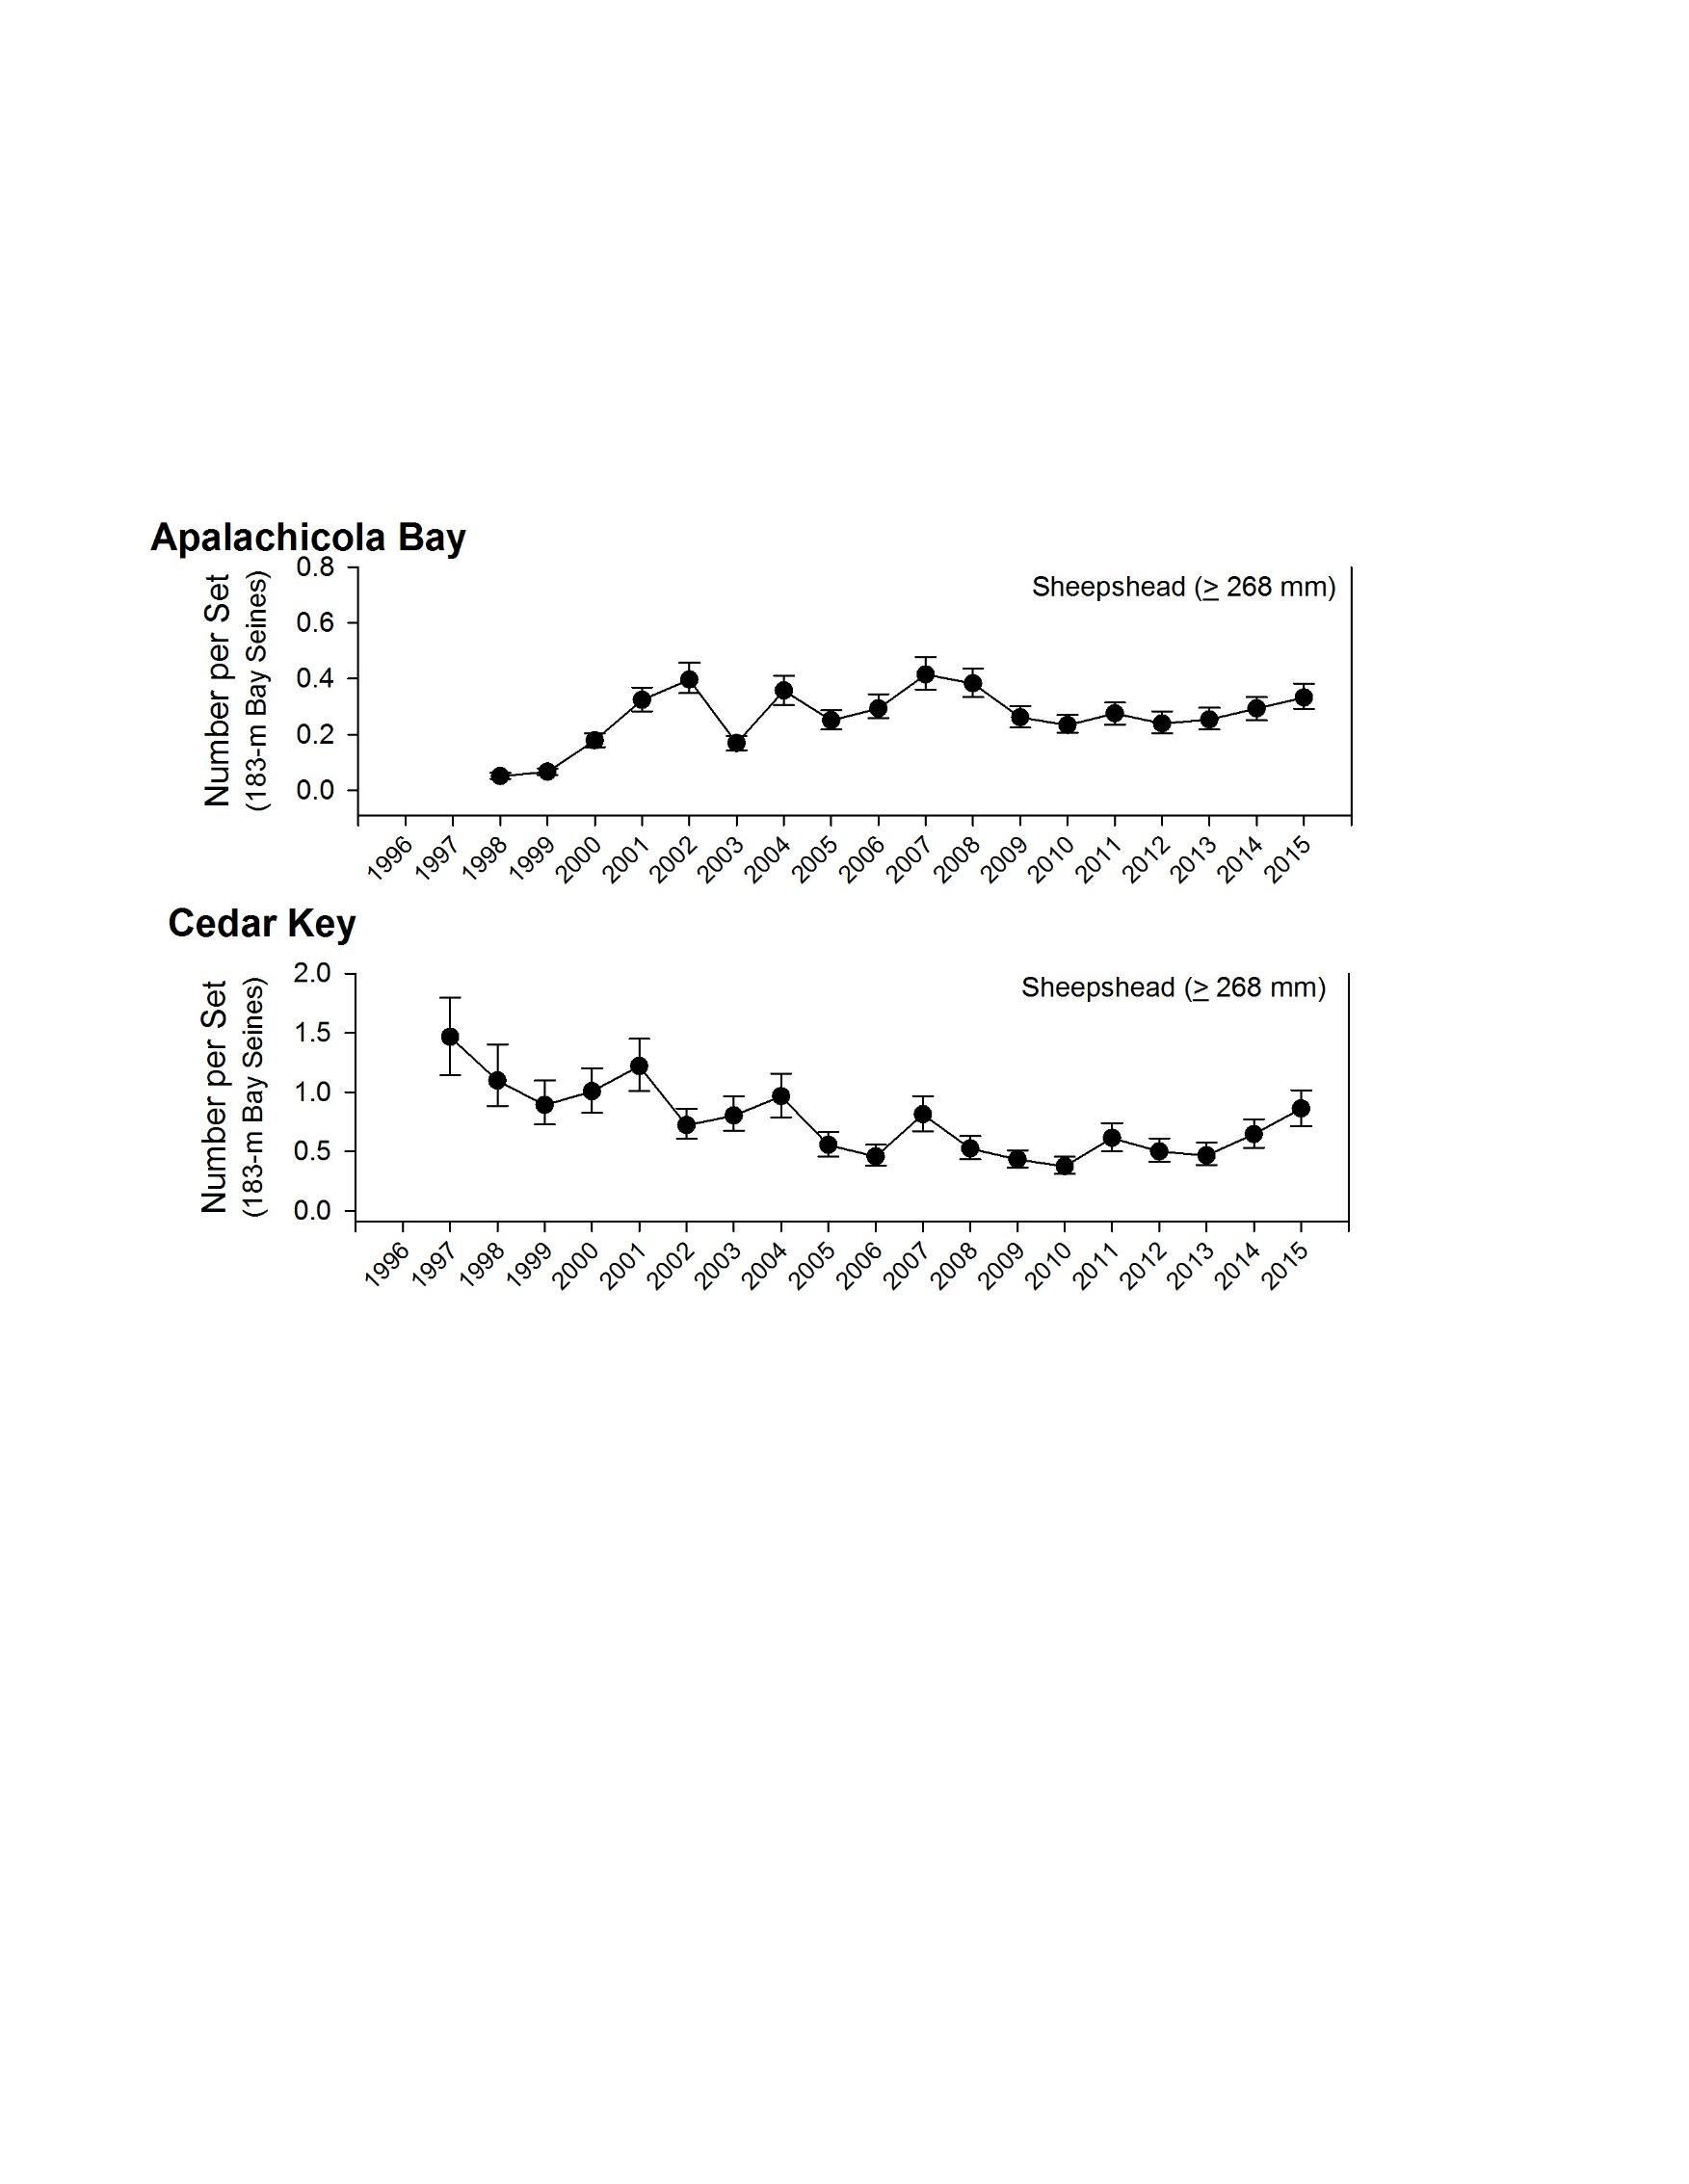 Apalachicola Bay
Number per Set
(183-m Bay Seines)
0.8
0.6
0.4
0.2
0.0
Sheepshead (≥ 268 mm)
1996 1997 1998 1999 2000 2001 2002 2003 2004 2005 2006 2007 2008 2009 2010 2011 2012 2013 2014 2015
Cedar Key
Number per Set
(183-m Bay Seines)
2.0
1.5
1.0
0.5
0.0
Sheepshead (≥ 268 mm)
1996 1997 1998 1999 2000 2001 2002 2003 2004 2005 2006 2007 2008 2009 2010 2011 2012 2013 2014 2015